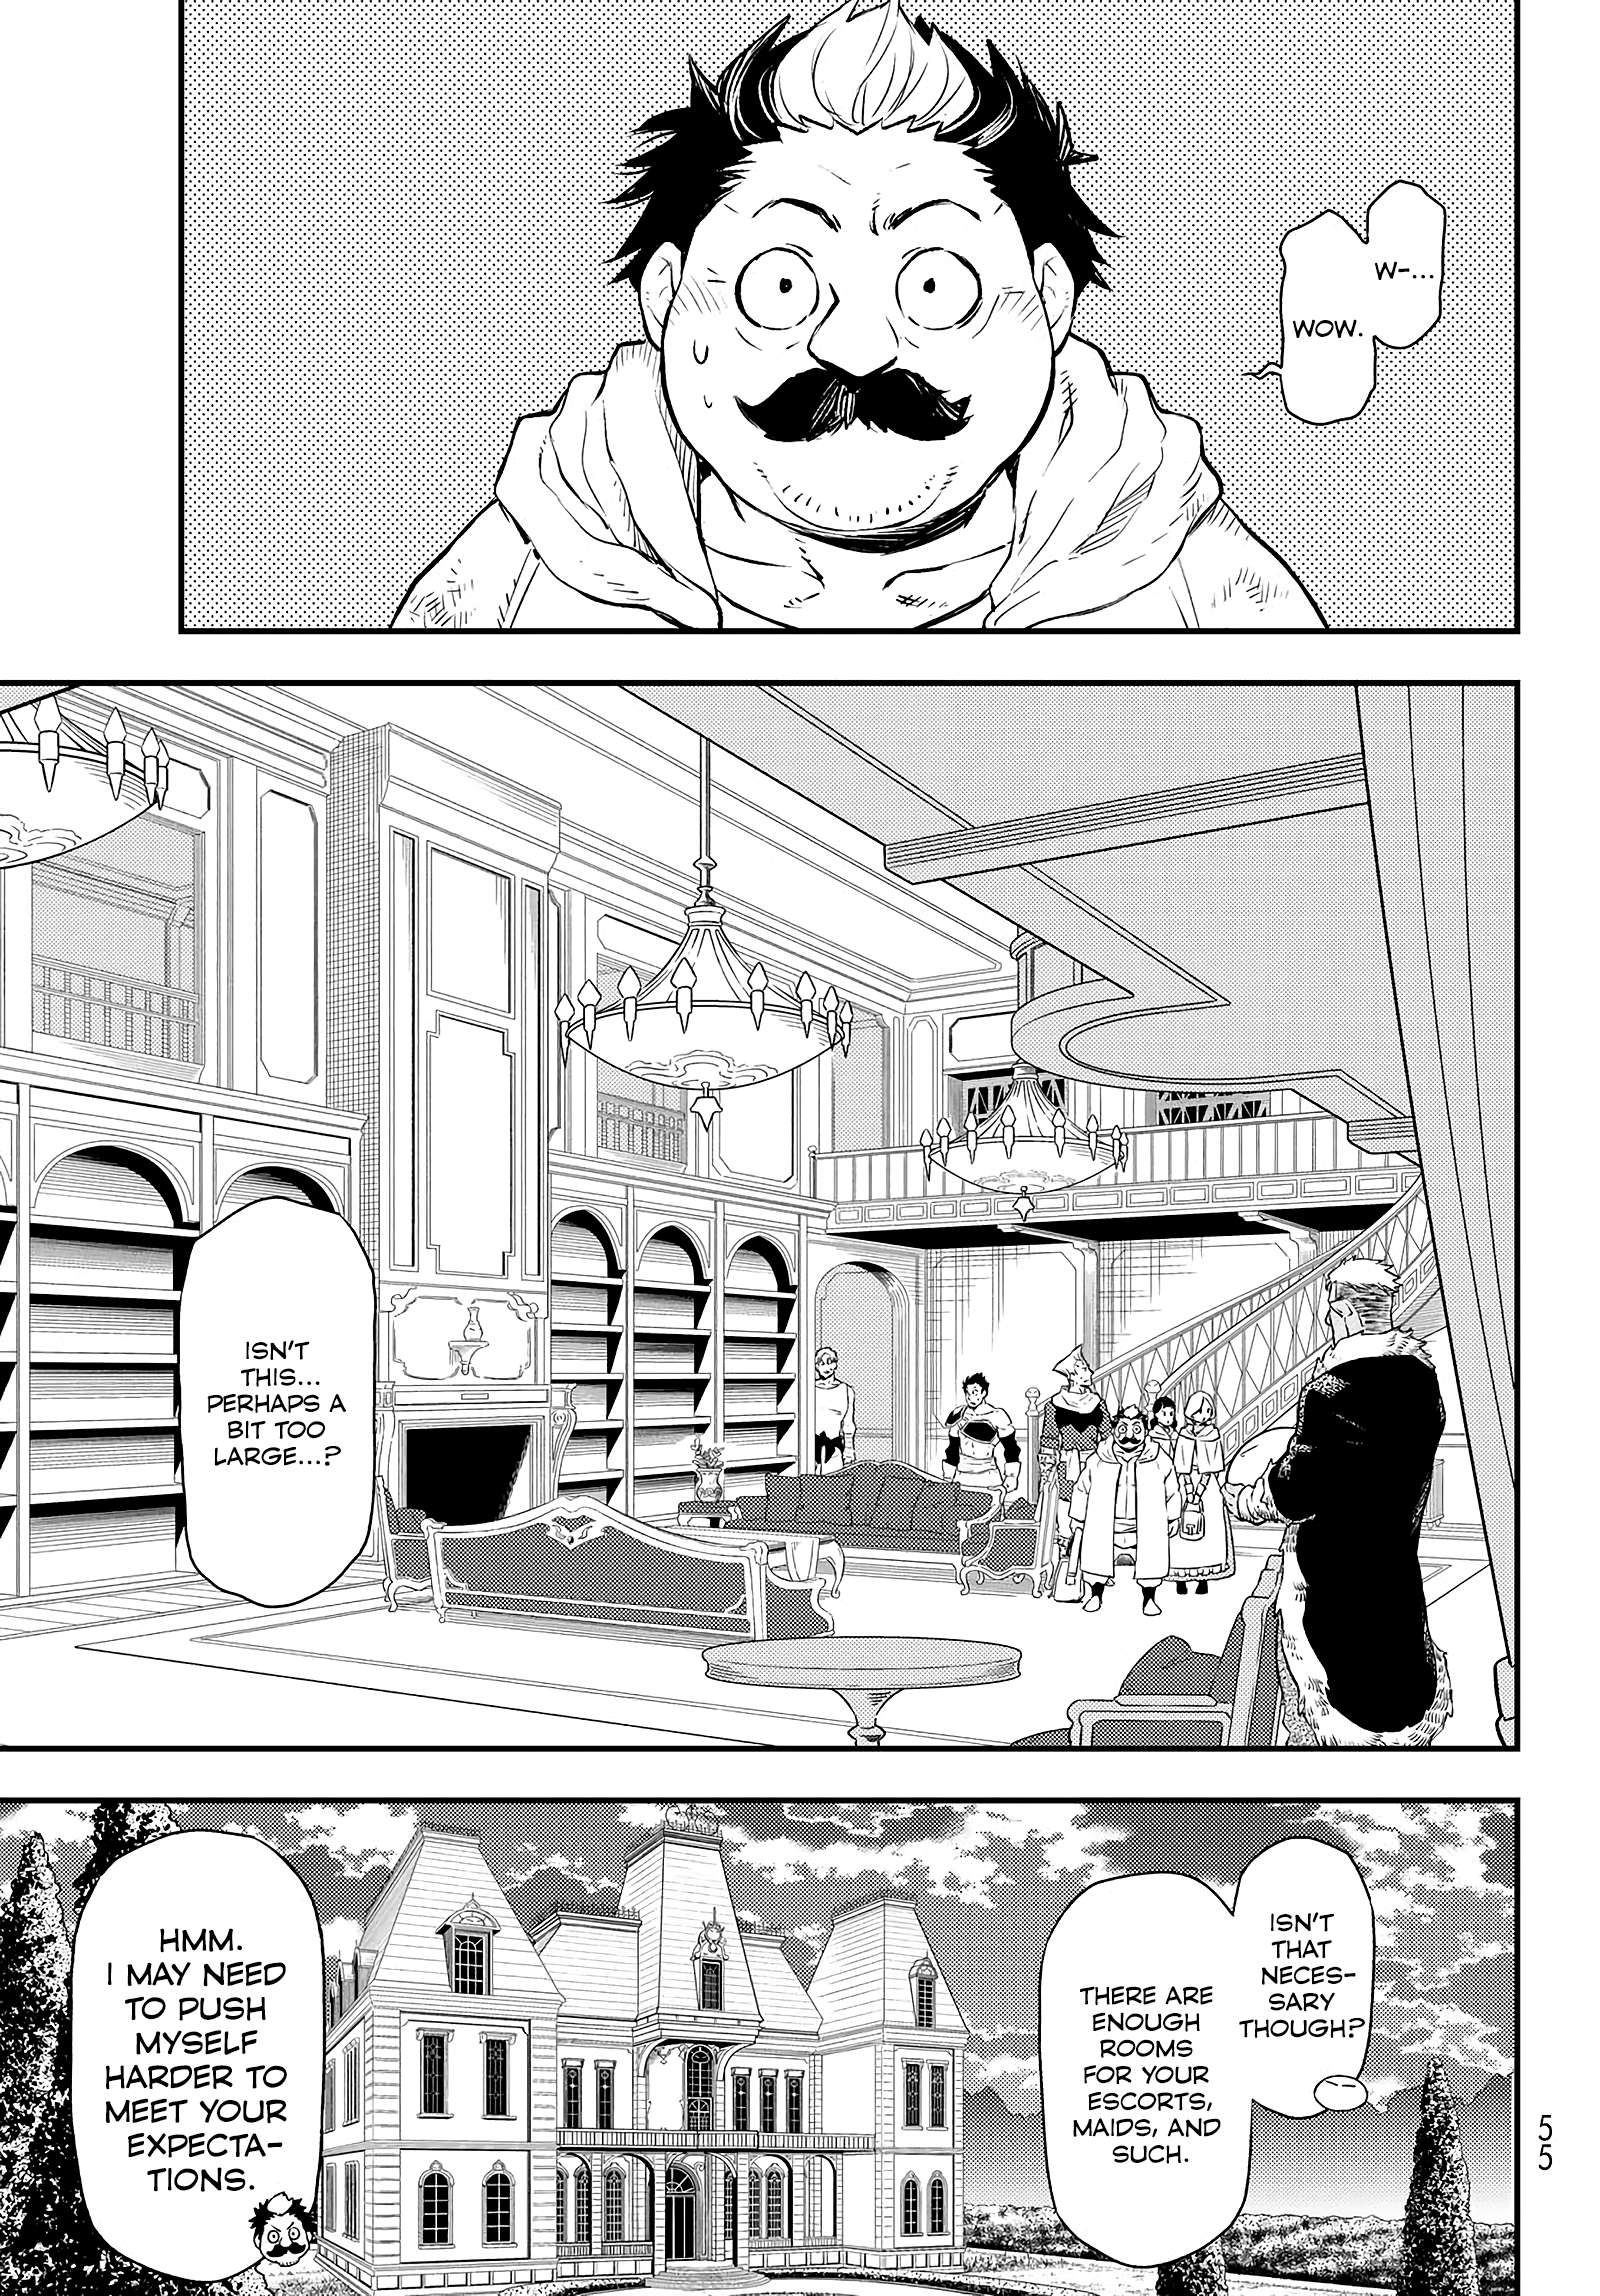 W-...
WOW.
ISN'T
THIS...
PERHAPS A
BIT TOO
LARGE...?
ISN'T
THAT
NECES-
SARY
THOUGH?
THERE ARE
ENOUGH
ROOMS
FOR YOUR
ESCORTS,
MAIDS, AND
SUCH.
HMM.
I MAY NEED
TO PUSH
MYSELF
HARDER TO
MEET YOUR
EXPECTA-
TIONS.
55